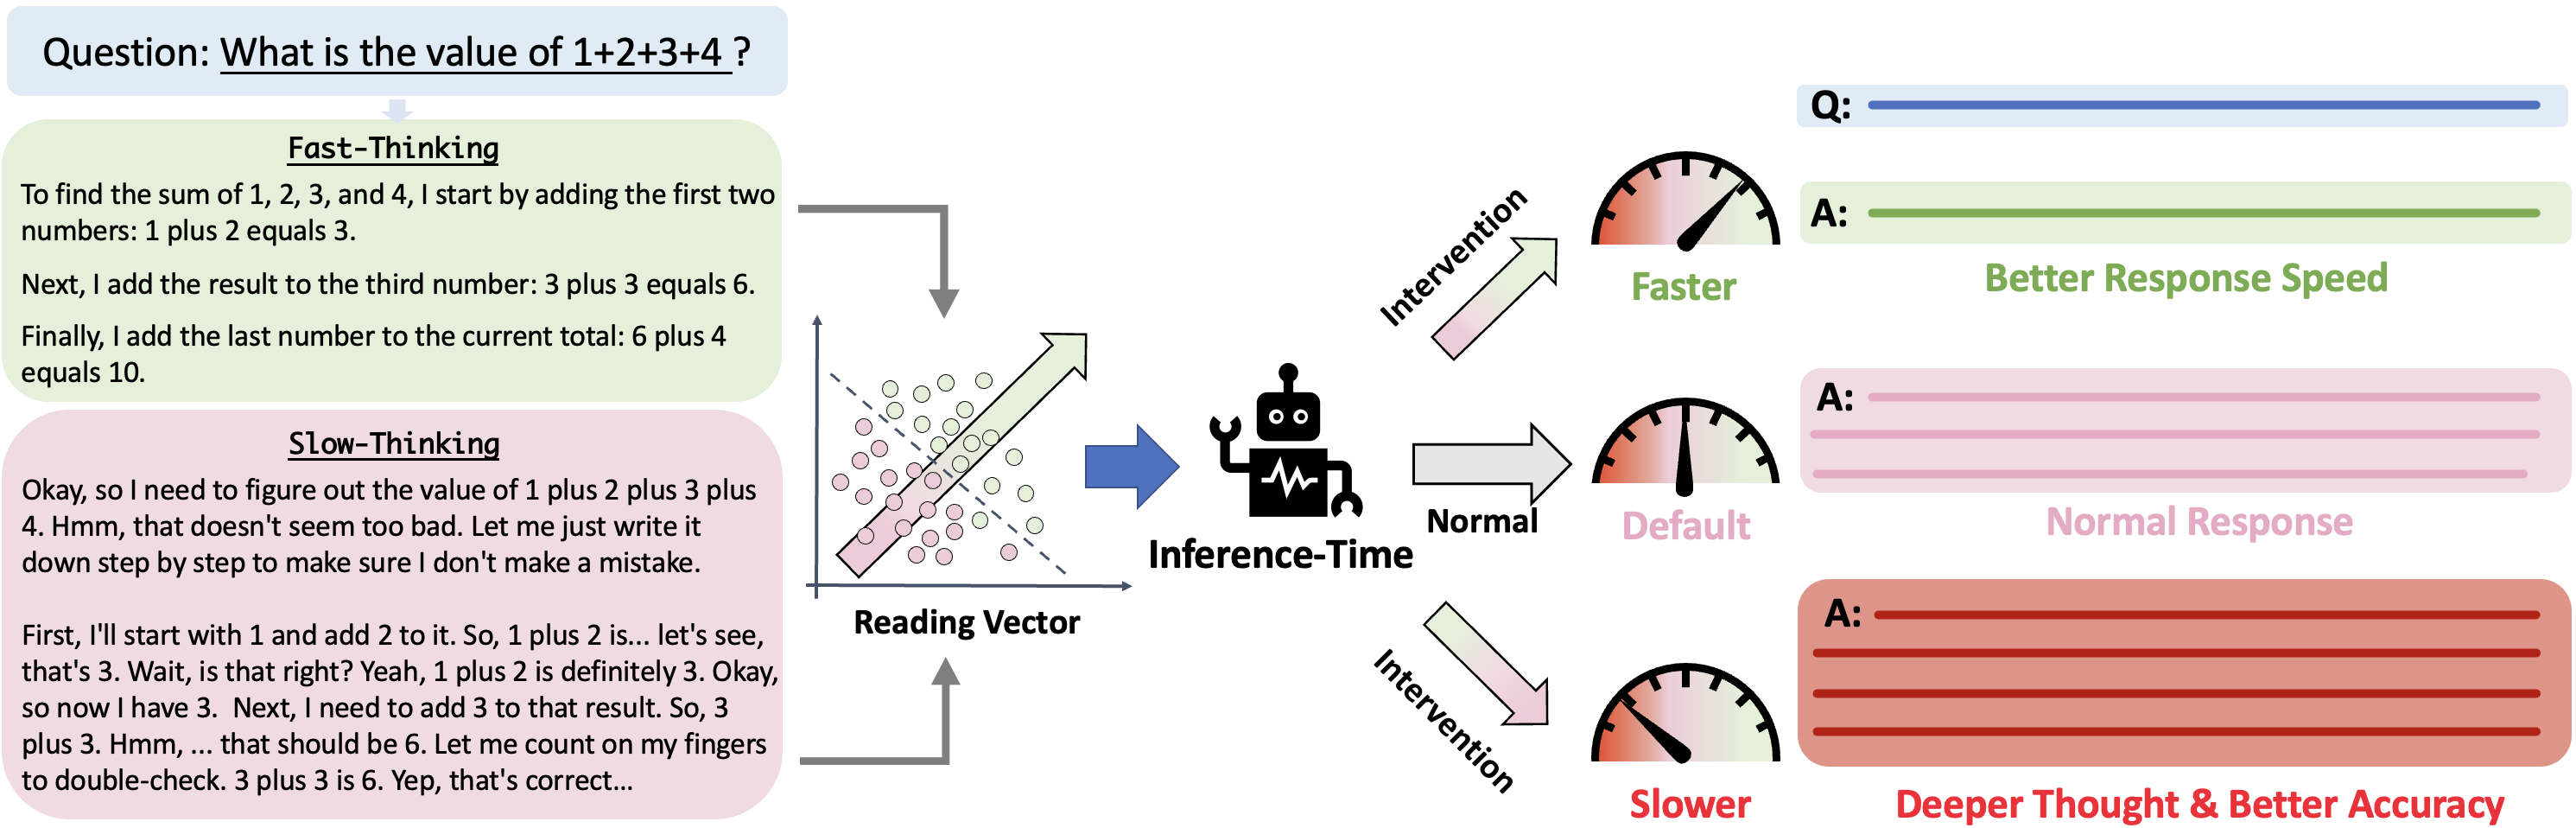 Question: What is the value of 1+2+3+4 ?
Fast-Thinking
To find the sum of 1, 2, 3, and 4, I start by adding the first two
numbers: 1 plus 2 equals 3.
Next, I add the result to the third number: 3 plus 3 equals 6.
Finally, I add the last number to the current total: 6 plus 4
equals 10.
Slow-Thinking
Okay, so I need to figure out the value of 1 plus 2 plus 3 plus
4. Hmm, that doesn't seem too bad. Let me just write it
down step by step to make sure I don't make a mistake.
First, I'll start with 1 and add 2 to it. So, 1 plus 2 is... let's see,
that's 3. Wait, is that right? Yeah, 1 plus 2 is definitely 3. Okay,
so now I have 3.  Next, I need to add 3 to that result. So, 3
plus 3. Hmm, ... that should be 6. Let me count on my fingers
to double-check. 3 plus 3 is 6. Yep, that's correct...
Reading Vector
Inference-Time
Intervention
Normal
Intervention
Faster
Default
Slower
Q:
A:
Better Response Speed
A:
Normal Response
A:
Deeper Thought & Better Accuracy